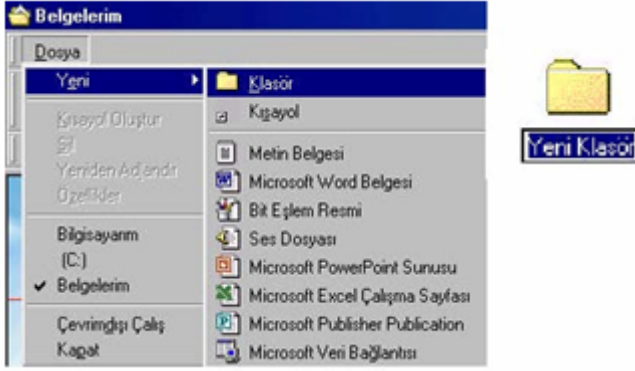 Belgelerim
Dosya
Yeni
Kısayol Oluştur
Sil
Yeniden Adlandır
Özellikler
Bilgisayarım
(C:)
Belgelerim
Çevrimdışı Çalış
Kapat
Klasör
Kısayol
Metin Belgesi
Microsoft Word Belgesi
Bit Eşlem Resmi
Ses Dosyası
Microsoft PowerPoint Sunusu
Microsoft Excel Çalışma Sayfası
Microsoft Publisher Publication
Microsoft Veri Bağlantısı
Yeni Klasör